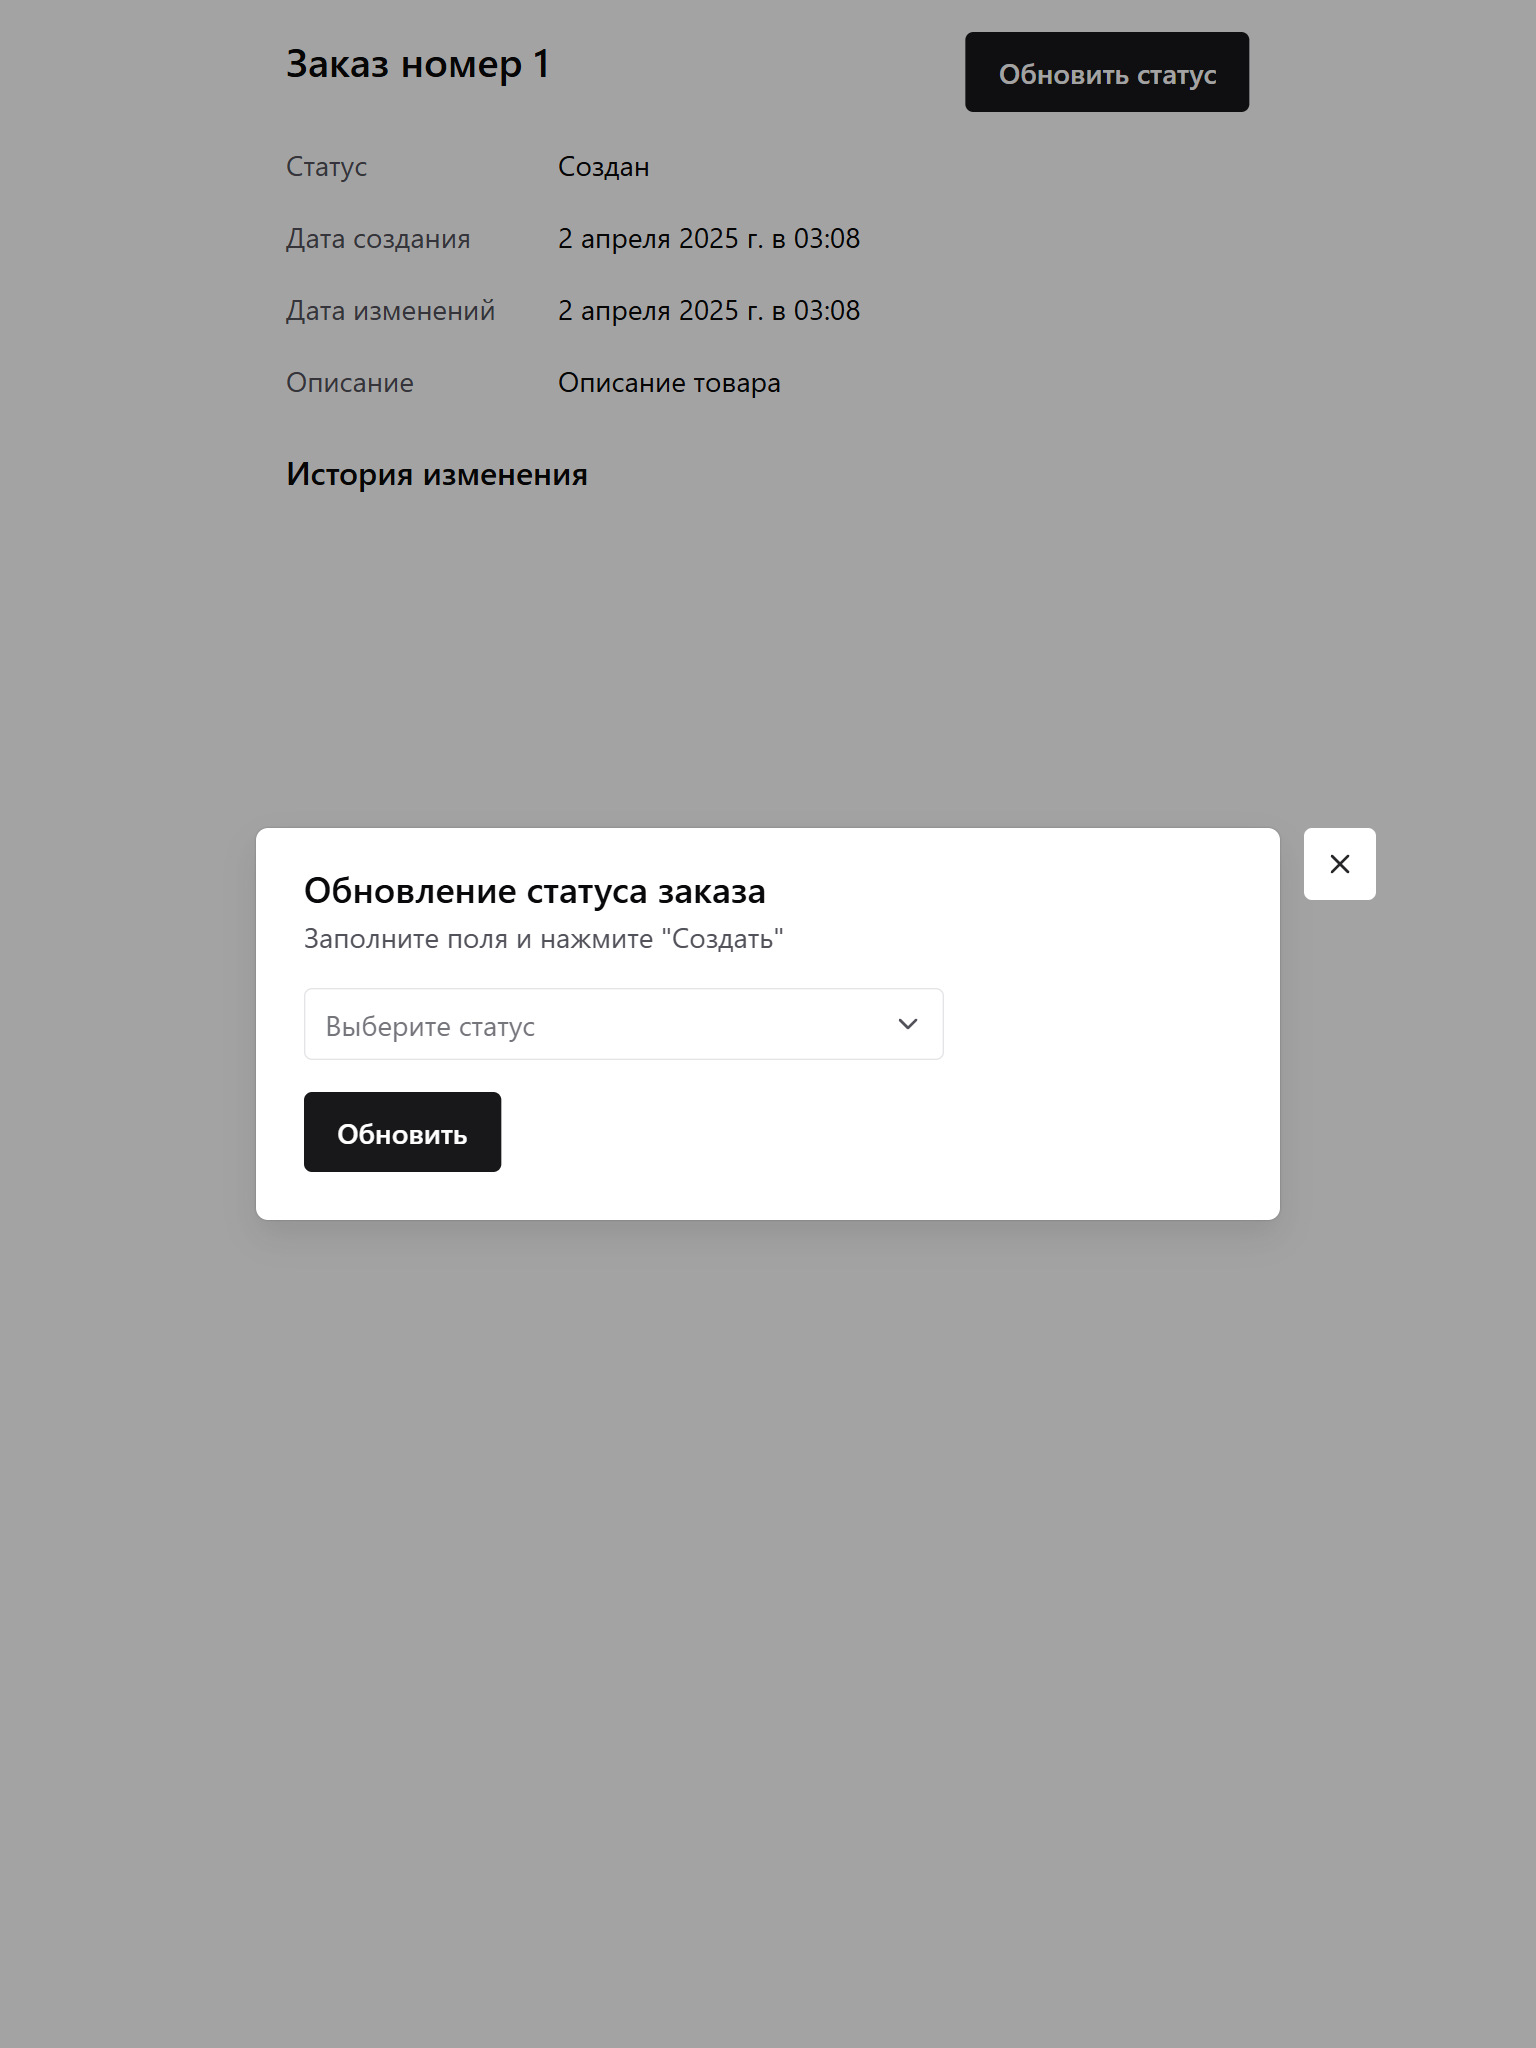 Заказ номер 1
Обновить статус
Статус Создан
Дата создания 2 апреля 2025 г. в 03:08
Дата изменений 2 апреля 2025 г. в 03:08
Описание Описание товара
История изменения
Обновление статуса заказа
Заполните поля и нажмите "Создать"
Выберите статус
Обновить